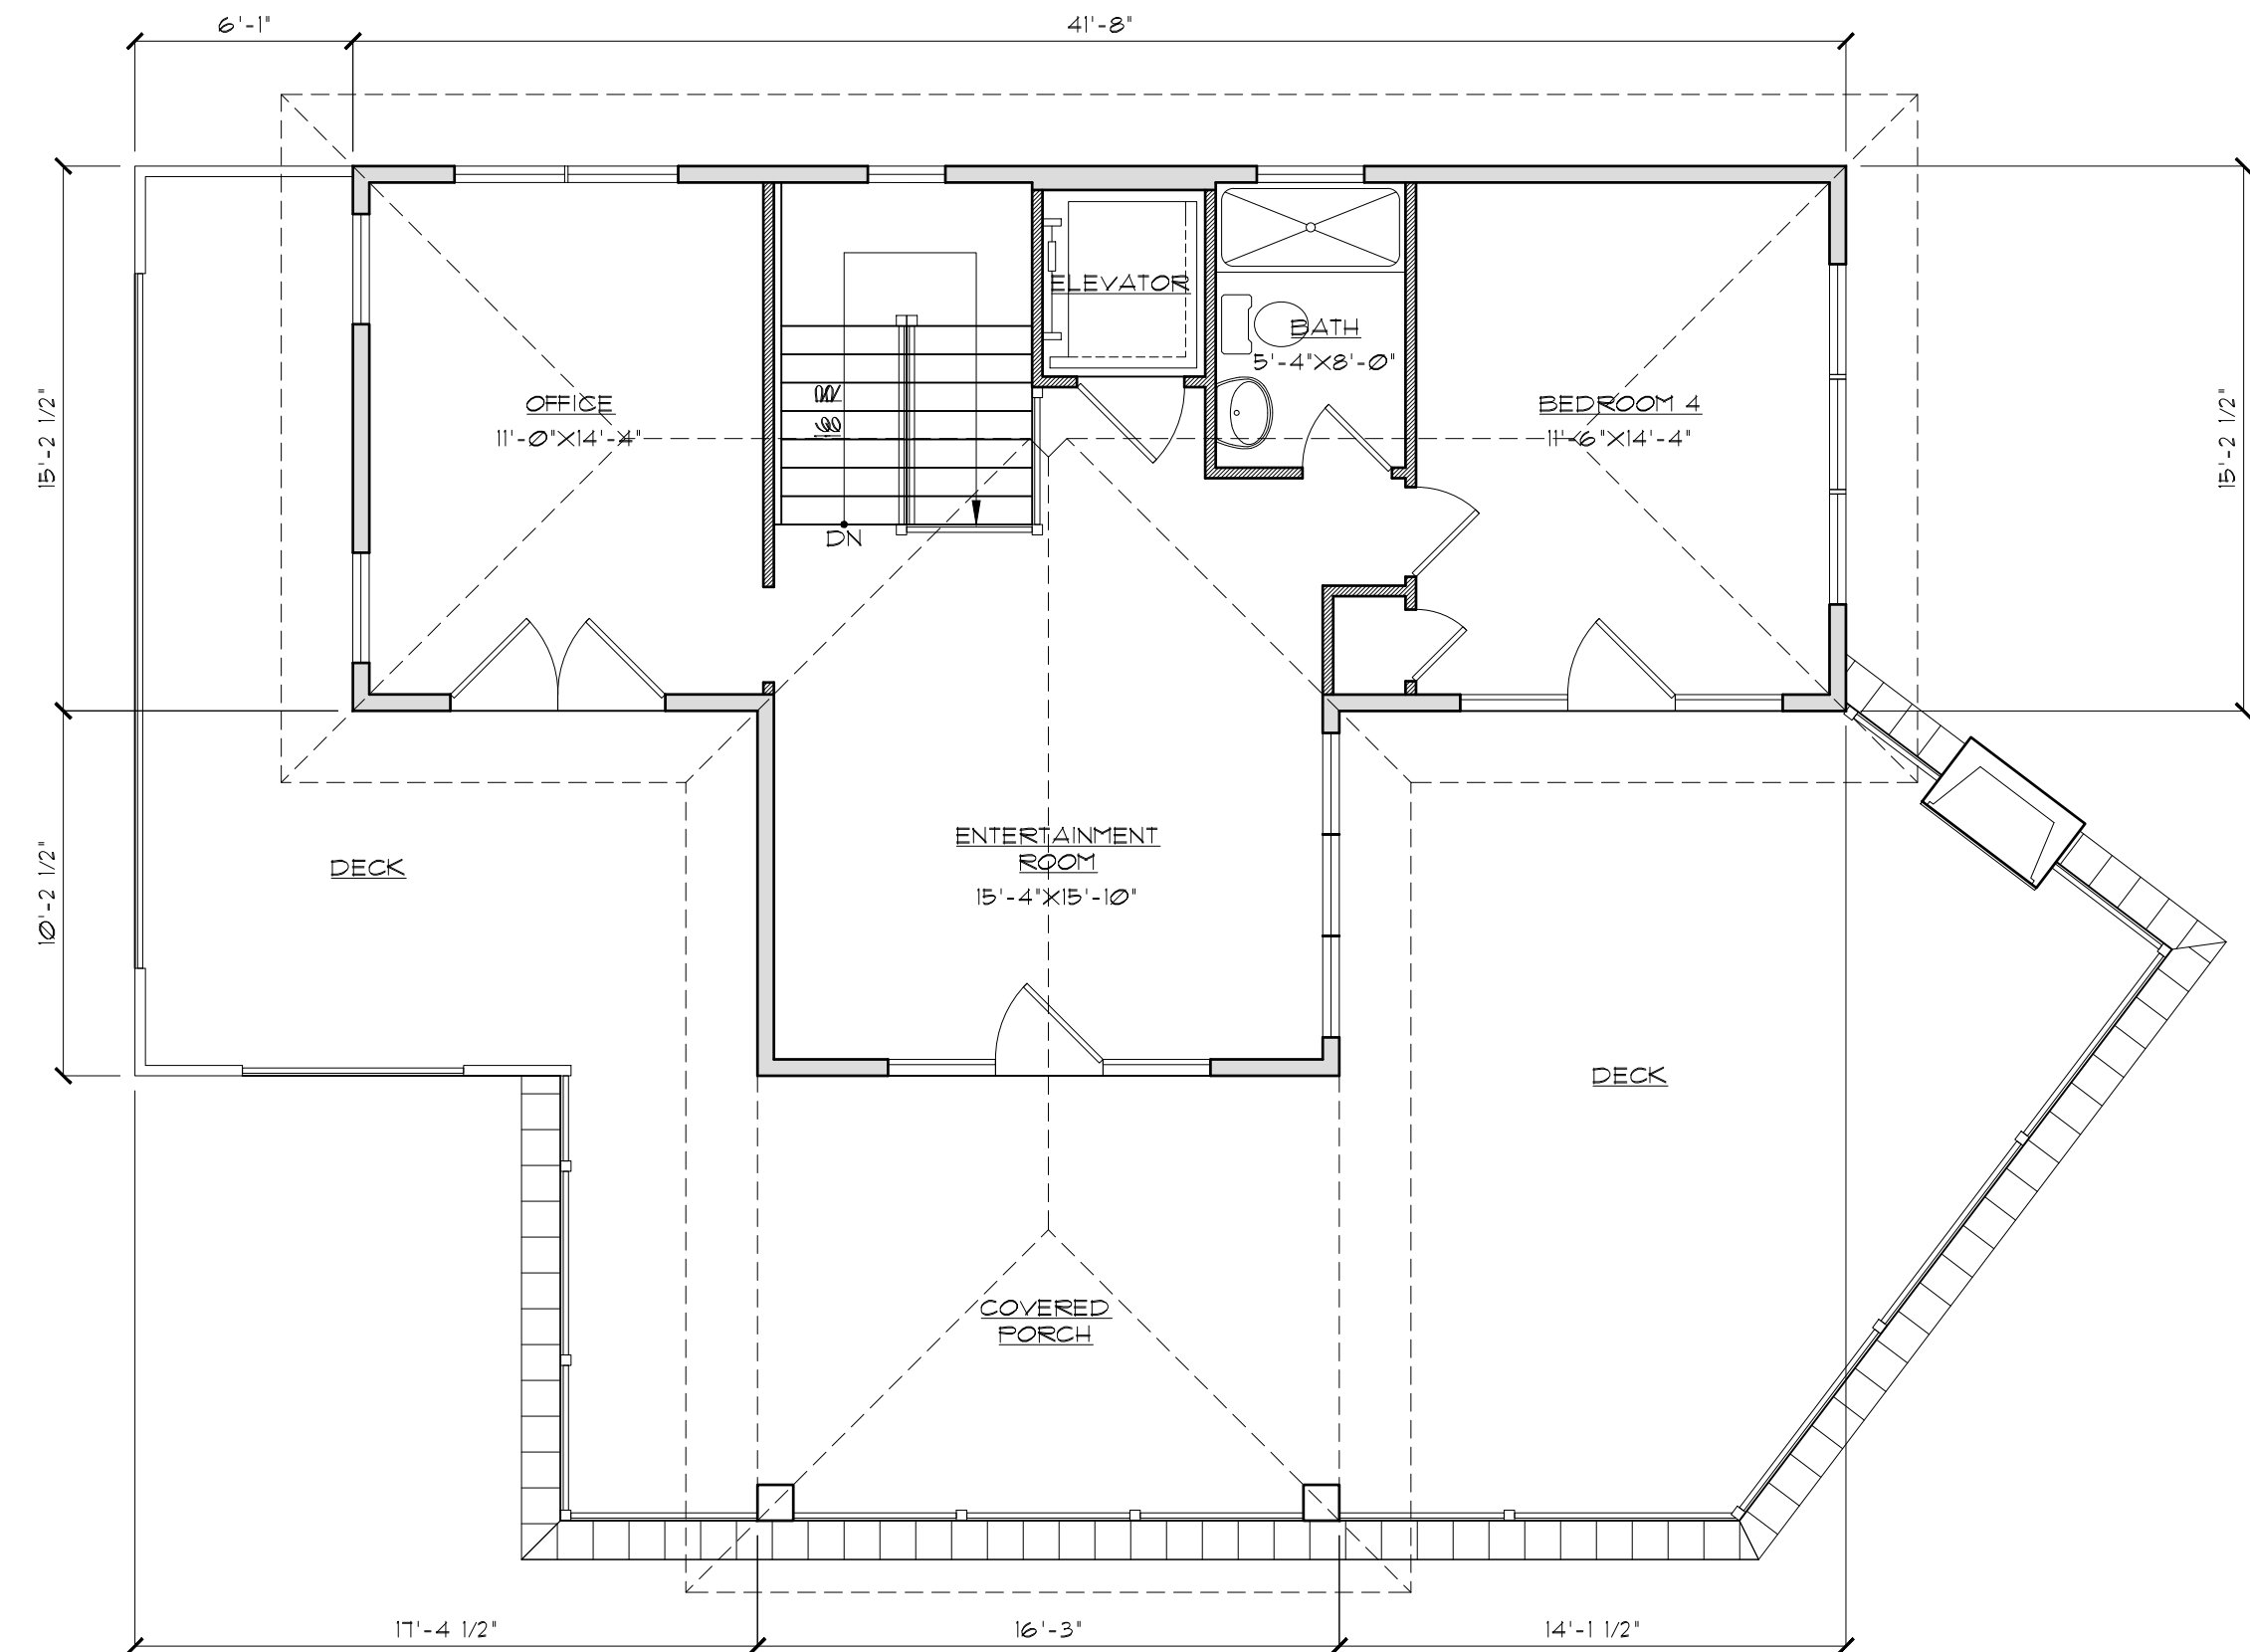 6'-1"
41'-8"
ELEVATOR
BATH
5'-4"X8'-0"
OFFICE
11'-0"X14'-4"
BEDROOM 4
11'-6"X14'-4"
15'-2 1/2"
15'-2 1/2"
DN
ENTERTAINMENT
ROOM
15'-4"X15'-10"
DECK
10'-2 1/2"
DECK
COVERED
PORCH
17'-4 1/2"
16'-3"
14'-1 1/2"